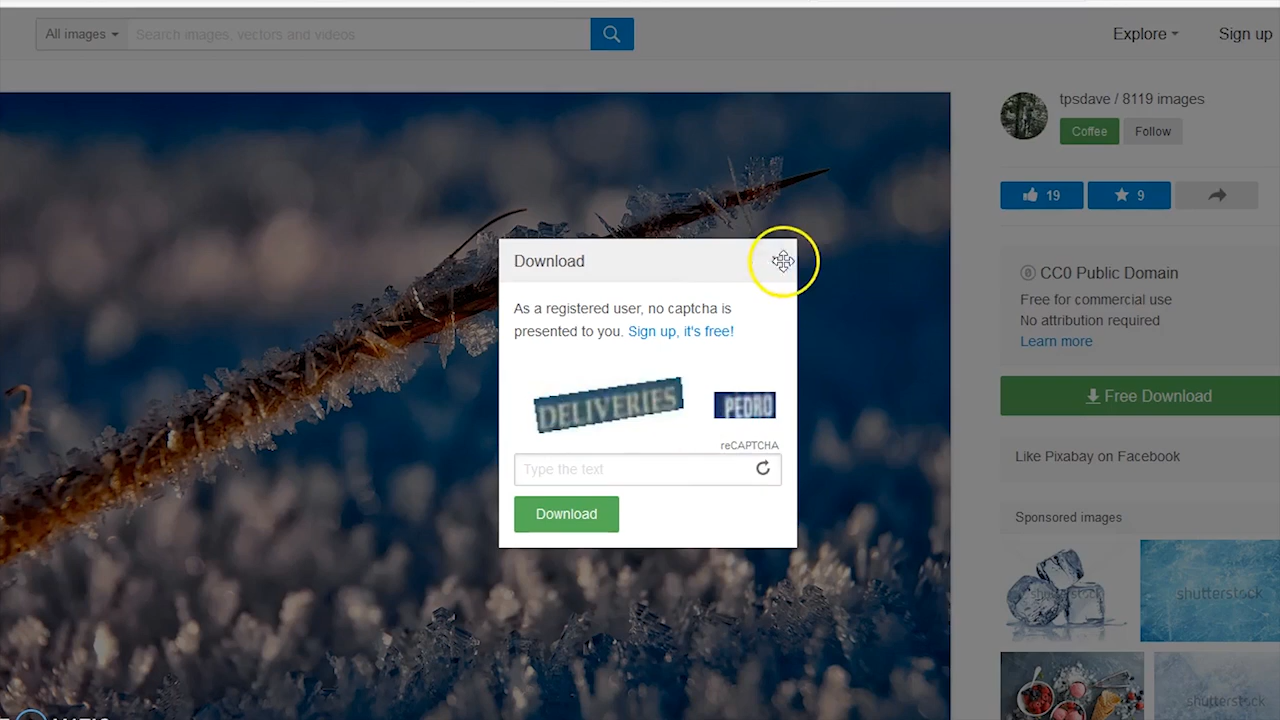 All images
Search images, vectors and videos
Explore
Sign up
tpsdave / 8119 images
Coffee
Follow
19
9
Download
As a registered user, no captcha is
presented to you. Sign up, it's free!
DELIVERIES
PEDRO
reCAPTCHA
Type the text
Download
CC0 Public Domain
Free for commercial use
No attribution required
Learn more
Free Download
Like Pixabay on Facebook
Sponsored images
shutterstock
shutterstock
shutterstock